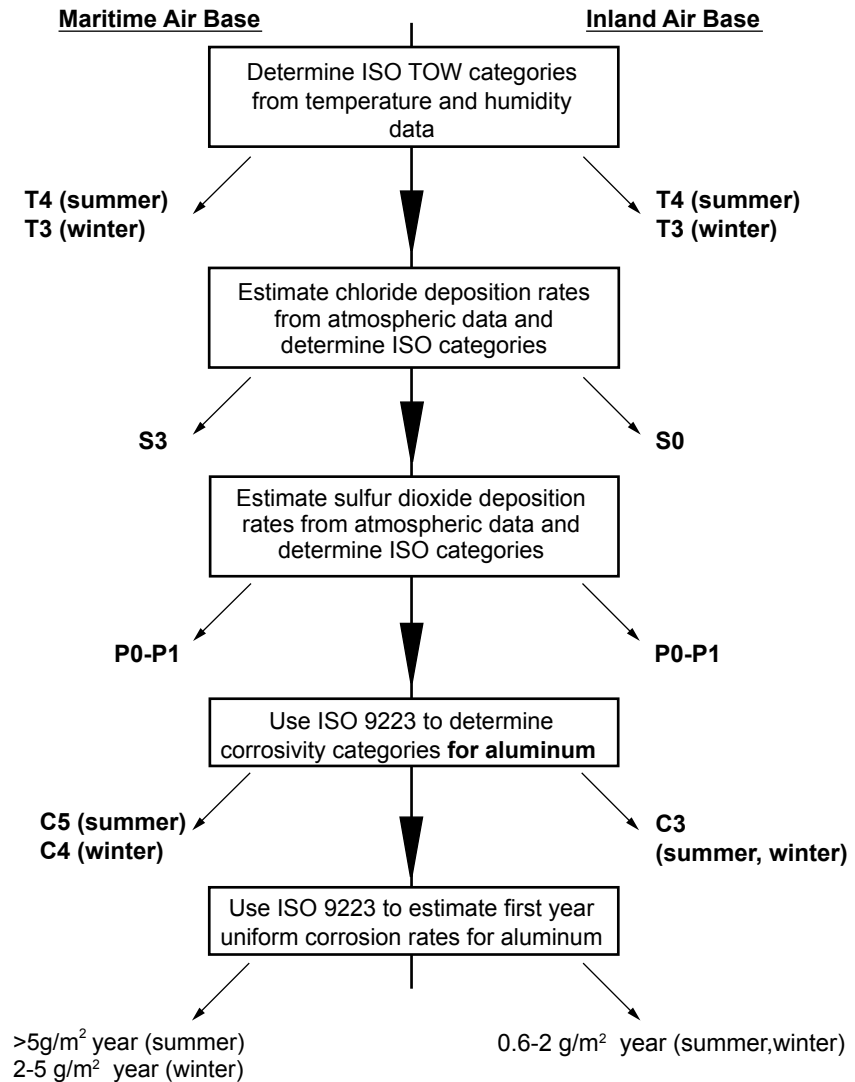 Maritime Air Base
Inland Air Base
Determine ISO TOW categories
from temperature and humidity
data
T4 (summer)
T3 (winter)
T4 (summer)
T3 (winter)
Estimate chloride deposition rates
from atmospheric data and
determine ISO categories
S3
S0
Estimate sulfur dioxide deposition
rates from atmospheric data and
determine ISO categories
P0-P1
P0-P1
Use ISO 9223 to determine
corrosivity categories for aluminum
C5 (summer)
C4 (winter)
C3
(summer, winter)
Use ISO 9223 to estimate first year
uniform corrosion rates for aluminum
>5g/m² year (summer)
2-5 g/m² year (winter)
0.6-2 g/m² year (summer,winter)